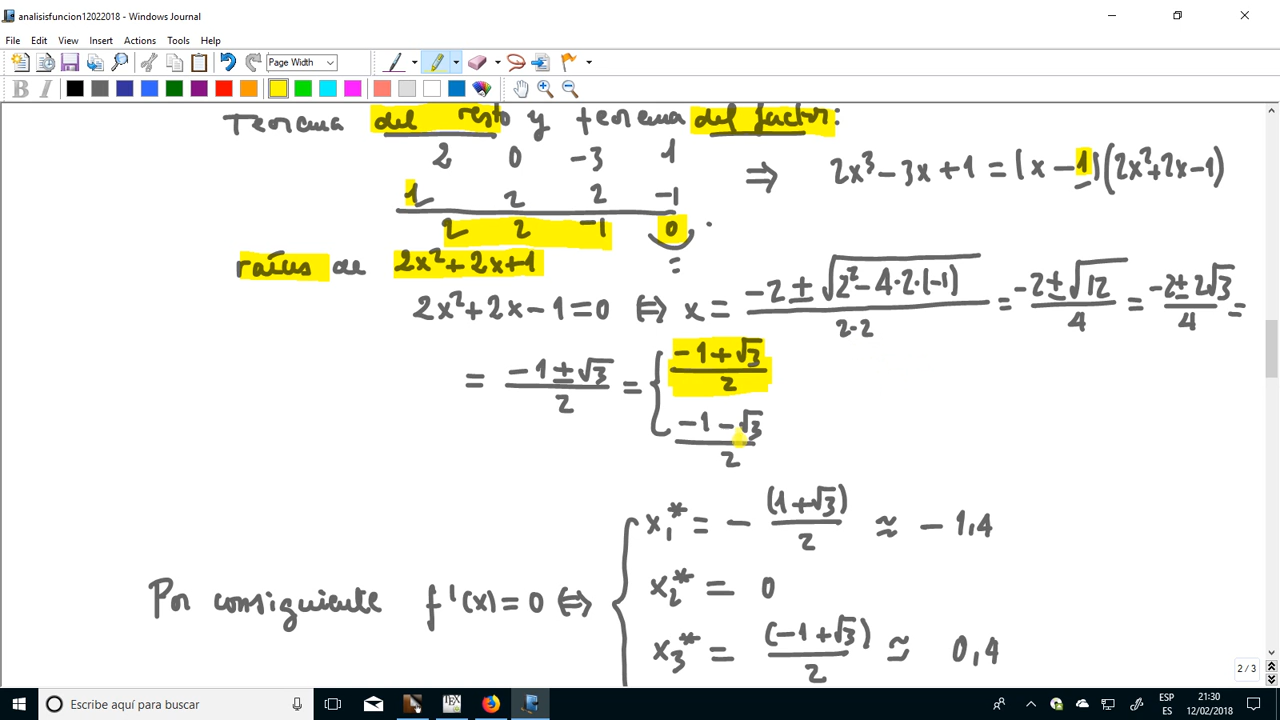 analisisfuncion12022018 - Windows Journal
File Edit View Insert Actions Tools Help
Page Width
B I
Teorema del resto y teorema del factor:
2 0 -3 1
1 2 2 -1
2 2 -1 0
⇒ 2x³ - 3x + 1 = (x - 1)(2x² + 2x - 1)
raíces de 2x² + 2x + 1
=
2x² + 2x - 1 = 0 ⇔ x = (-2 ± √(2² - 4·2·(-1)))/(2·2) = (-2 ± √12)/4 = (-2 ± 2√3)/4 =
= (-1 ± √3)/2 = { (-1 + √3)/2
(-1 - √3)/2
x₁* = - (1 + √3)/2 ≈ - 1,4
Por consiguiente f'(x) = 0 ⇔ { x₂* = 0
x₃* = (-1 + √3)/2 ≈ 0,4
2/3
Escribe aquí para buscar
ESP
ES
21:30
12/02/2018